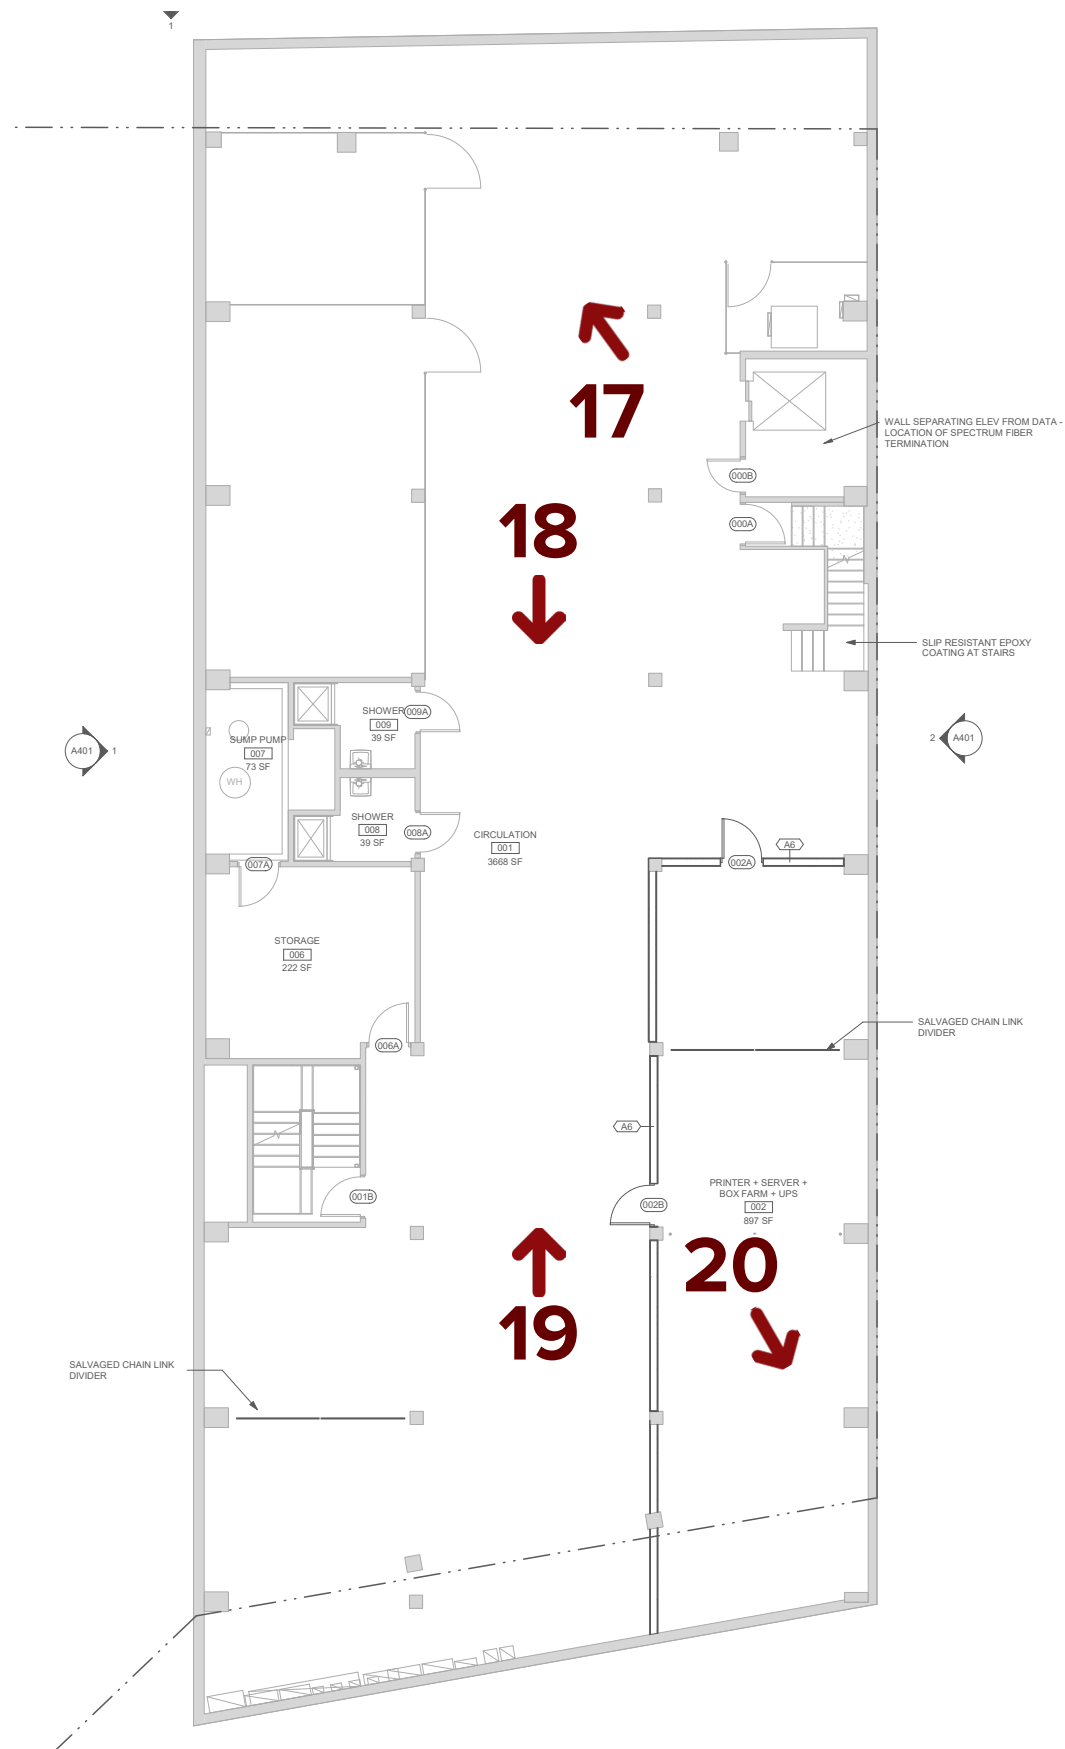 1
17
WALL SEPARATING ELEV FROM DATA -
LOCATION OF SPECTRUM FIBER
TERMINATION
000B
18
000A
SLIP RESISTANT EPOXY
COATING AT STAIRS
SHOWER
009
39 SF
009A
SUMP PUMP
007
73 SF
WH
A401
1
2
A401
SHOWER
008
39 SF
008A
CIRCULATION
001
3668 SF
A6
002A
007A
STORAGE
006
222 SF
SALVAGED CHAIN LINK
DIVIDER
006A
A6
PRINTER + SERVER +
BOX FARM + UPS
002
897 SF
001B
002B
20
19
SALVAGED CHAIN LINK
DIVIDER